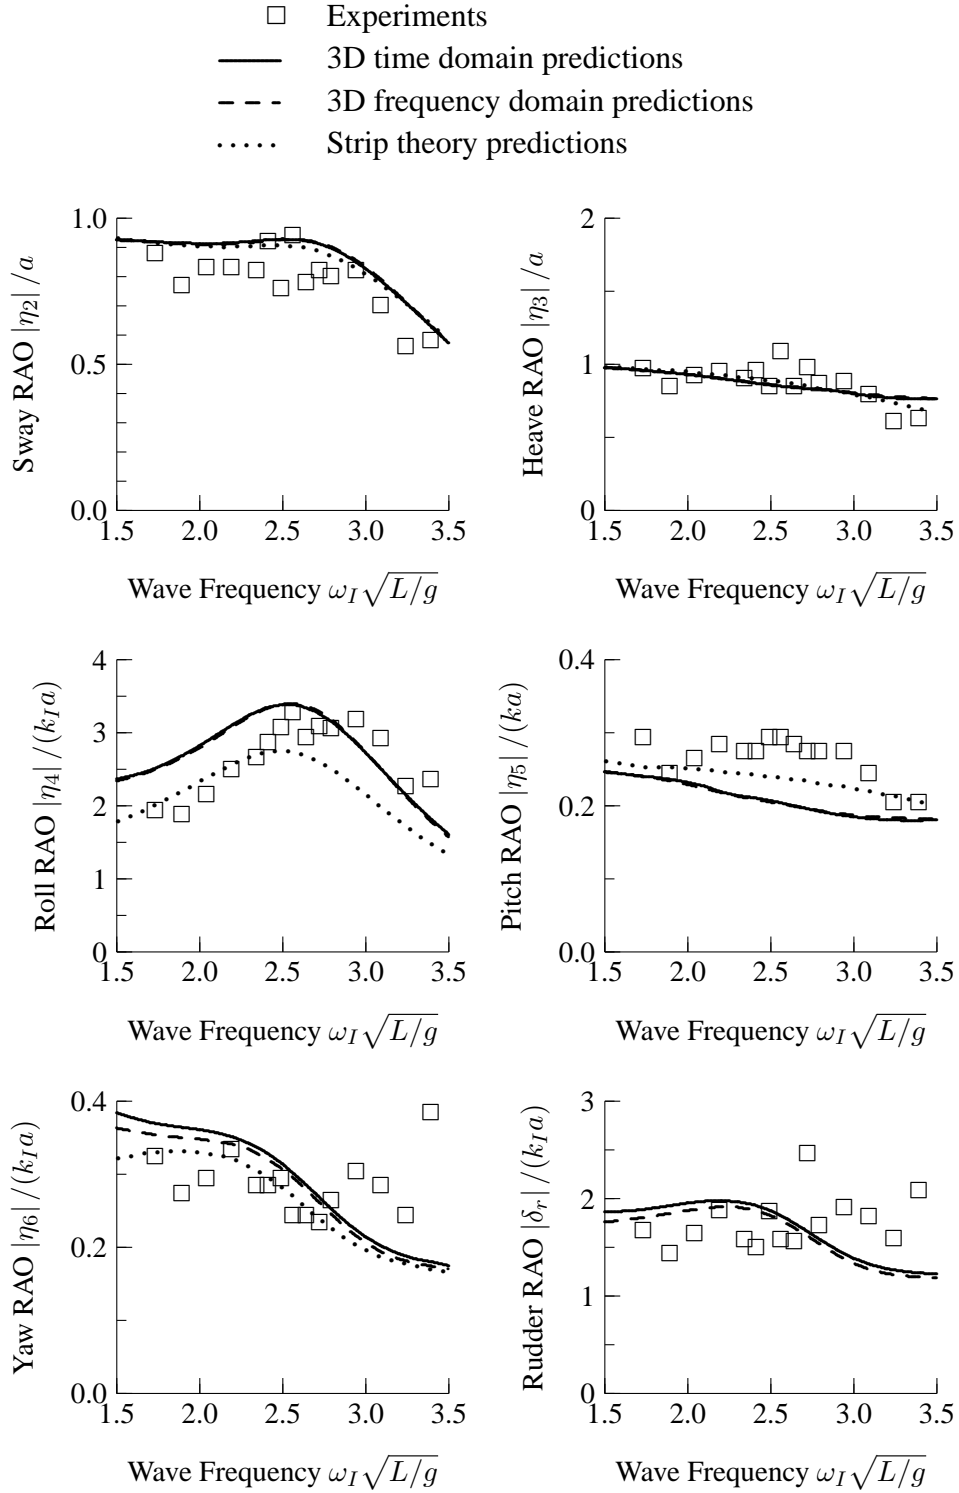 Experiments
3D time domain predictions
3D frequency domain predictions
Strip theory predictions
Sway RAO |η2| /a
1.0
0.5
0.0
1.5 2.0 2.5 3.0 3.5
Wave Frequency ωI√L/g
Heave RAO |η3| /a
2
1
0
1.5 2.0 2.5 3.0 3.5
Wave Frequency ωI√L/g
Roll RAO |η4| /(kIa)
4
3
2
1
0
1.5 2.0 2.5 3.0 3.5
Wave Frequency ωI√L/g
Pitch RAO |η5| /(ka)
0.4
0.2
0.0
1.5 2.0 2.5 3.0 3.5
Wave Frequency ωI√L/g
Yaw RAO |η6| /(kIa)
0.4
0.2
0.0
1.5 2.0 2.5 3.0 3.5
Wave Frequency ωI√L/g
Rudder RAO |δr| /(kIa)
3
2
1
0
1.5 2.0 2.5 3.0 3.5
Wave Frequency ωI√L/g